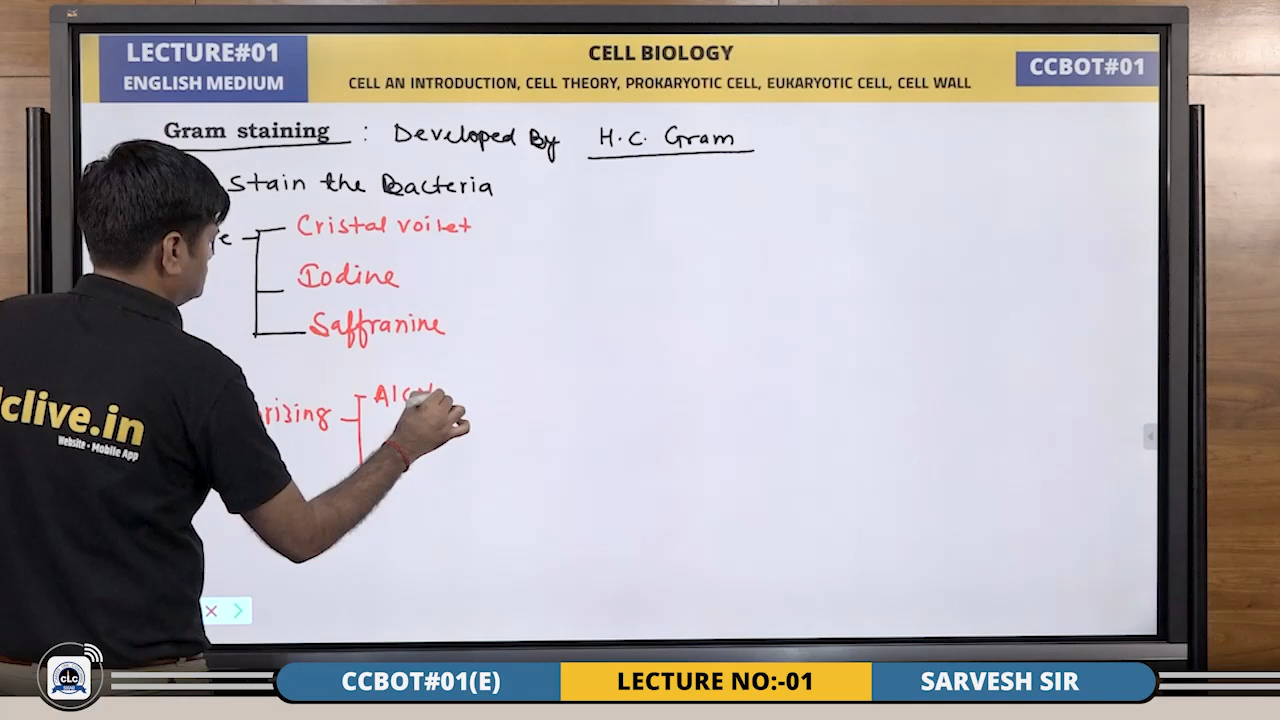 LECTURE#01
ENGLISH MEDIUM
CELL BIOLOGY
CELL AN INTRODUCTION, CELL THEORY, PROKARYOTIC CELL, EUKARYOTIC CELL, CELL WALL
CCBOT#01
Gram staining : Developed By H.C. Gram
Stain the Bacteria
Cristal voilet
Iodine
Saffranine
clive.in
Website • Mobile App
CLC
SIKAR
CCBOT#01(E)
LECTURE NO:-01
SARVESH SIR